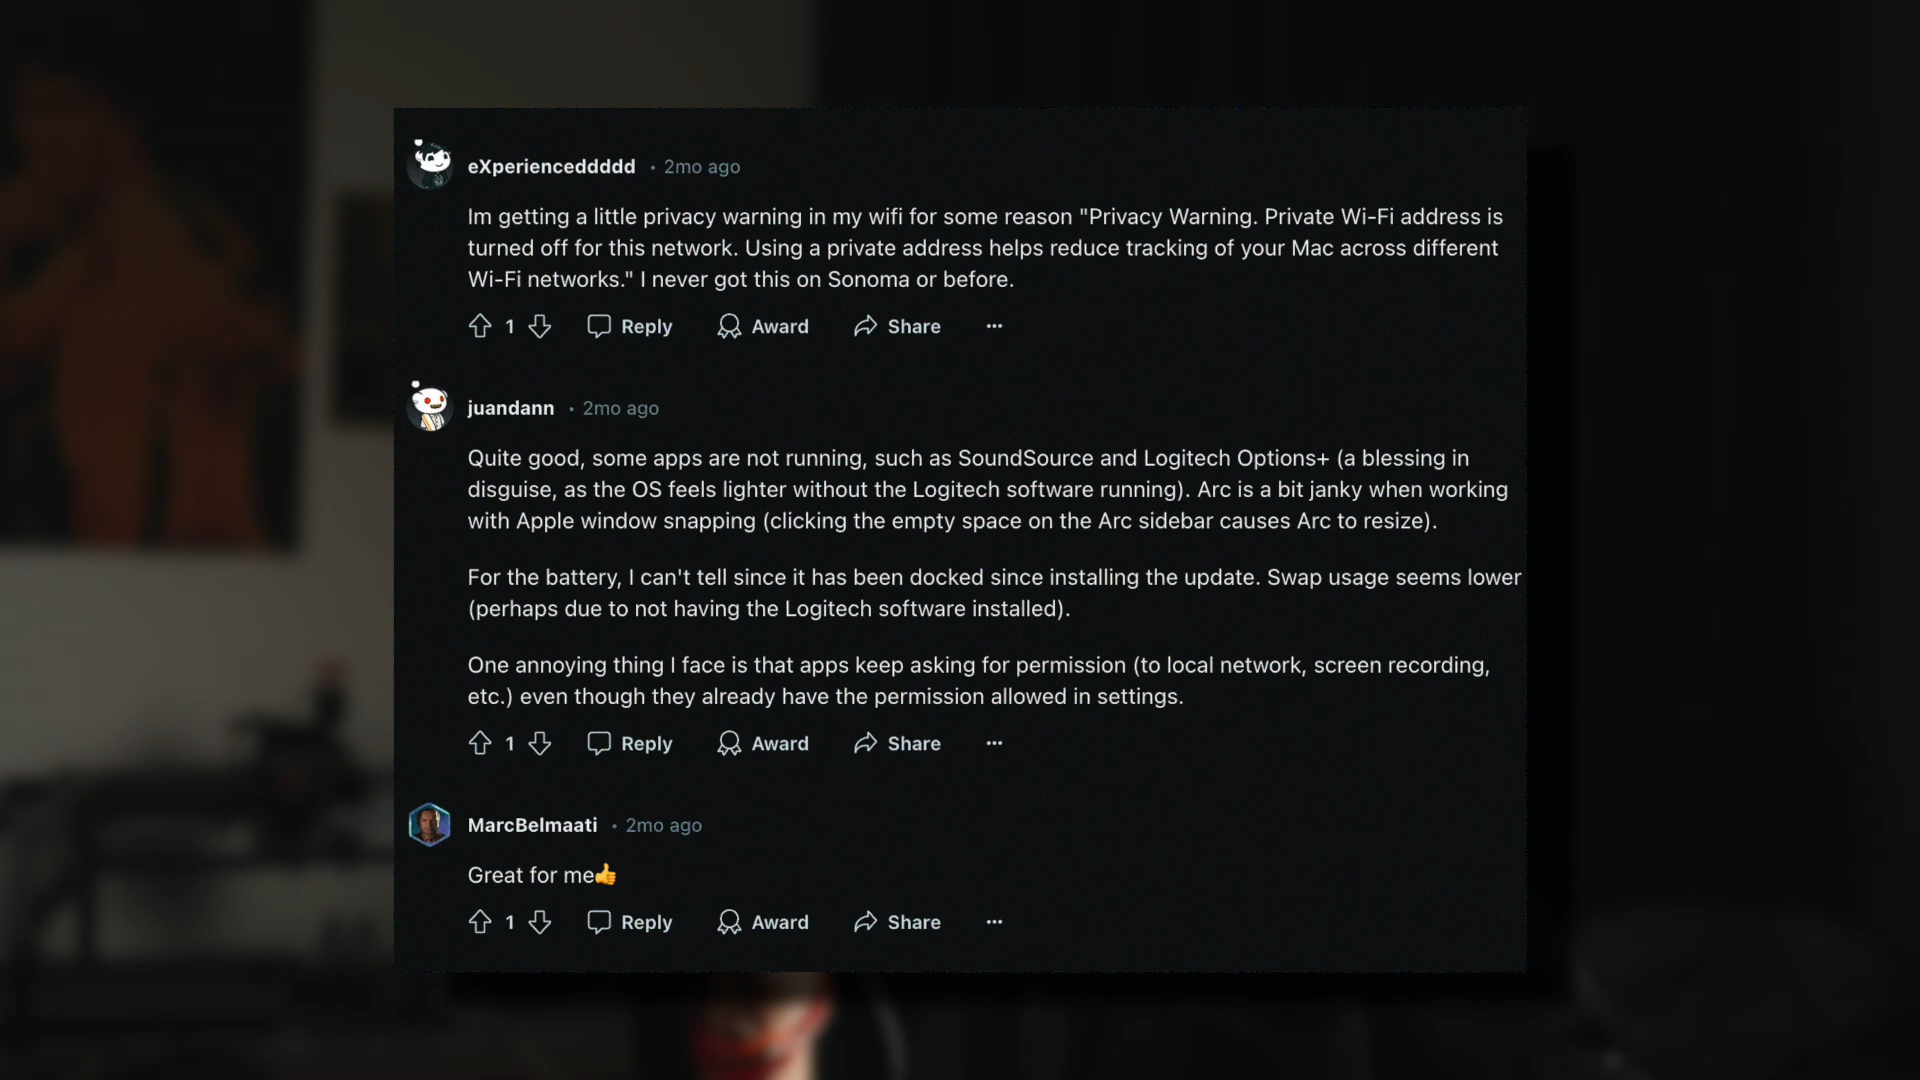 eXperienceddddd • 2mo ago
Im getting a little privacy warning in my wifi for some reason "Privacy Warning. Private Wi-Fi address is
turned off for this network. Using a private address helps reduce tracking of your Mac across different
Wi-Fi networks." I never got this on Sonoma or before.
1 Reply Award Share ...
juandann • 2mo ago
Quite good, some apps are not running, such as SoundSource and Logitech Options+ (a blessing in
disguise, as the OS feels lighter without the Logitech software running). Arc is a bit janky when working
with Apple window snapping (clicking the empty space on the Arc sidebar causes Arc to resize).
For the battery, I can't tell since it has been docked since installing the update. Swap usage seems lower
(perhaps due to not having the Logitech software installed).
One annoying thing I face is that apps keep asking for permission (to local network, screen recording,
etc.) even though they already have the permission allowed in settings.
1 Reply Award Share ...
MarcBelmaati • 2mo ago
Great for me👍
1 Reply Award Share ...